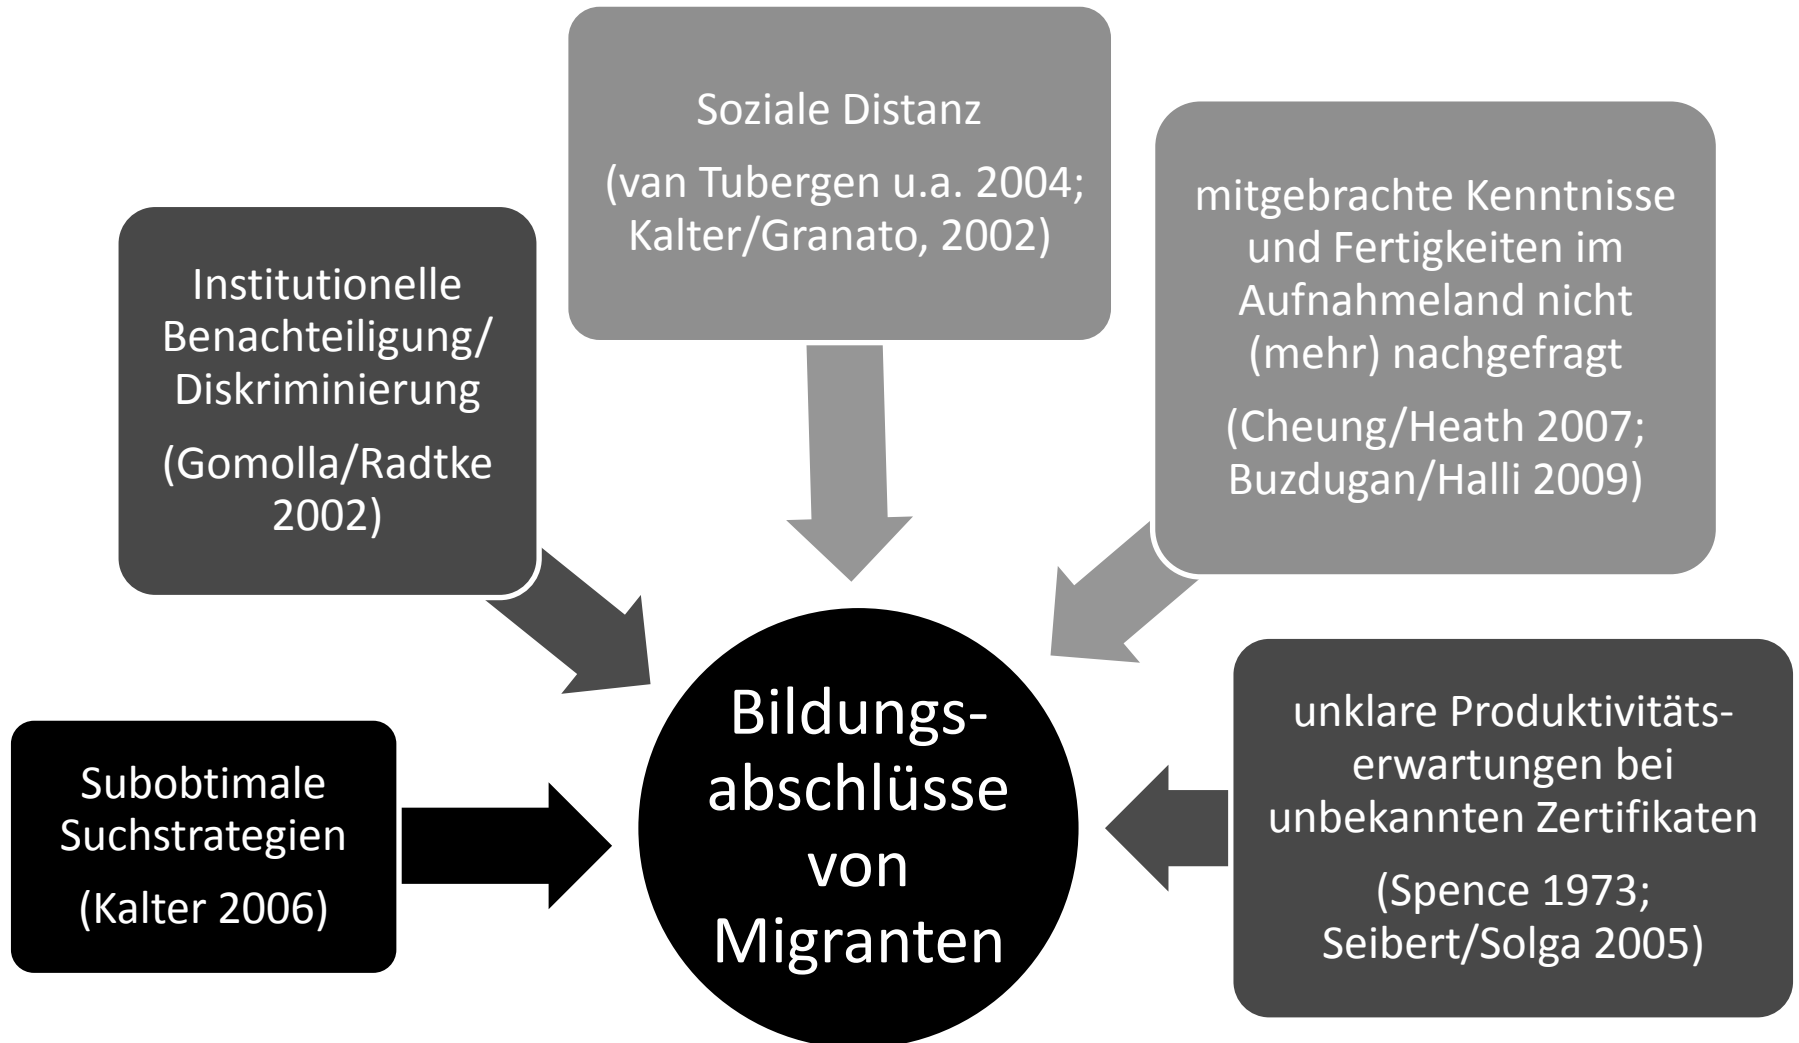 Soziale Distanz
(van Tubergen u.a. 2004;
Kalter/Granato, 2002)
mitgebrachte Kenntnisse
und Fertigkeiten im
Aufnahmeland nicht
(mehr) nachgefragt
(Cheung/Heath 2007;
Buzdugan/Halli 2009)
Institutionelle
Benachteiligung/
Diskriminierung
(Gomolla/Radtke
2002)
Subobtimale
Suchstrategien
(Kalter 2006)
Bildungs-
abschlüsse
von
Migranten
unklare Produktivitäts-
erwartungen bei
unbekannten Zertifikaten
(Spence 1973;
Seibert/Solga 2005)